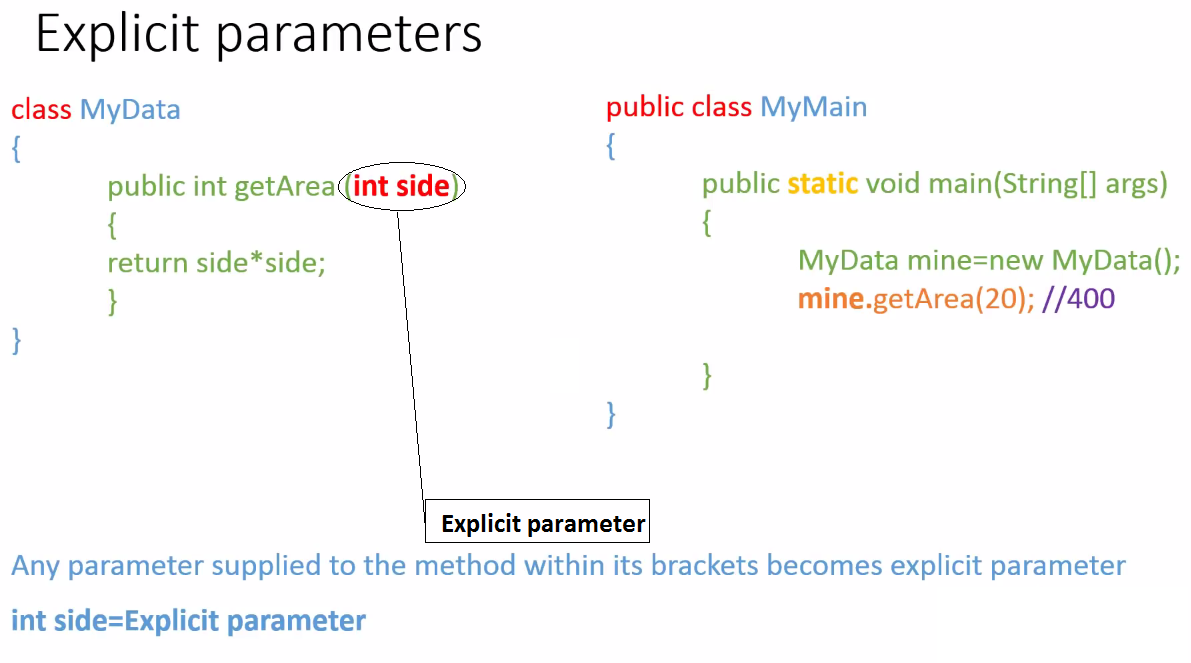 Explicit parameters
class MyData
{
public int getArea (int side)
{
return side*side;
}
}
public class MyMain
{
public static void main(String[] args)
{
MyData mine=new MyData();
mine.getArea(20); //400
}
}
Explicit parameter
Any parameter supplied to the method within its brackets becomes explicit parameter
int side=Explicit parameter